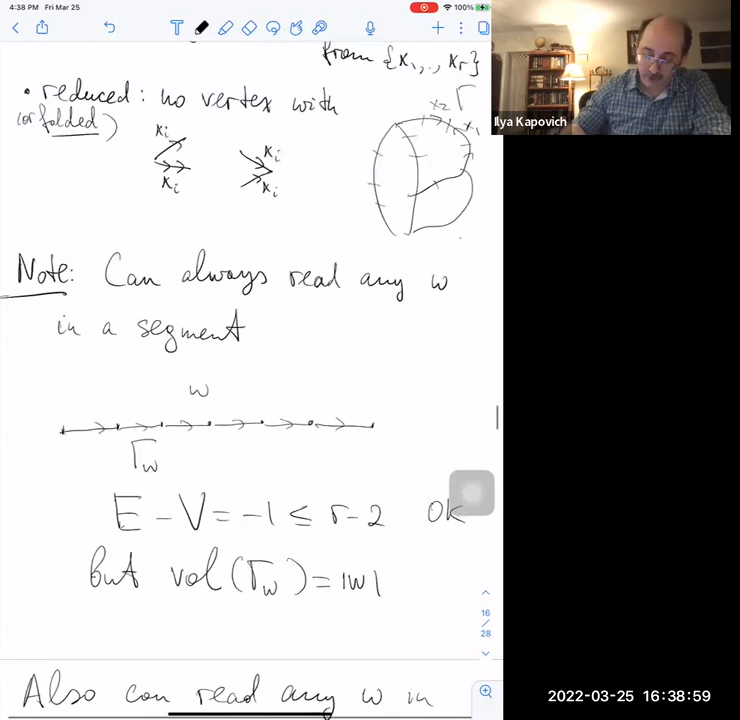 4:38 PM Fri Mar 25
100%
from {x1, .., xr}
• reduced: no vertex with
(or folded)
xi
xi
xi
xi
x2 Γ
x1
Ilya Kapovich
Note: Can always read any w
in a segment
w
Γw
E - V = -1 ≤ r-2 OK
but vol(Γw) = |w|
16
/
28
Also can read any w in
2022-03-25 16:38:59